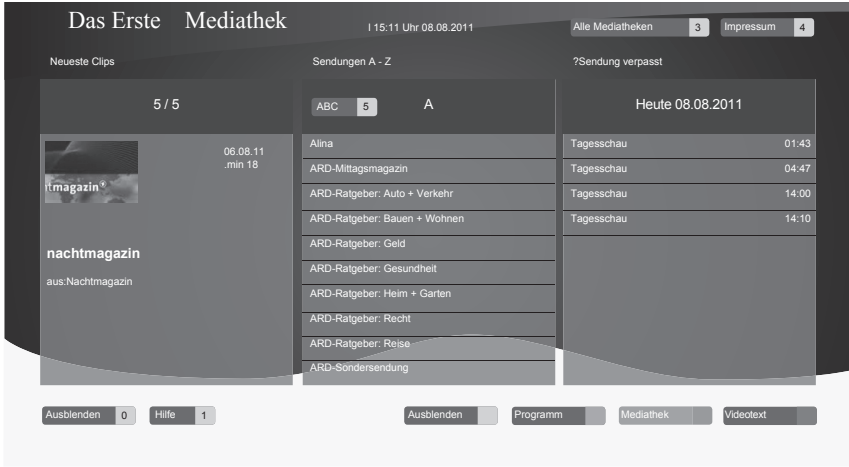 Das Erste Mediathek
I 15:11 Uhr 08.08.2011
Alle Mediatheken 3
Impressum 4
Neueste Clips
Sendungen A - Z
?Sendung verpasst
5 / 5
ABC 5 A
Heute 08.08.2011
tmagazin
06.08.11
.min 18
nachtmagazin
aus:Nachtmagazin
Alina
ARD-Mittagsmagazin
ARD-Ratgeber: Auto + Verkehr
ARD-Ratgeber: Bauen + Wohnen
ARD-Ratgeber: Geld
ARD-Ratgeber: Gesundheit
ARD-Ratgeber: Heim + Garten
ARD-Ratgeber: Recht
ARD-Ratgeber: Reise
ARD-Sondersendung
Tagesschau 01:43
Tagesschau 04:47
Tagesschau 14:00
Tagesschau 14:10
Ausblenden 0
Hilfe 1
Ausblenden
Programm
Mediathek
Videotext